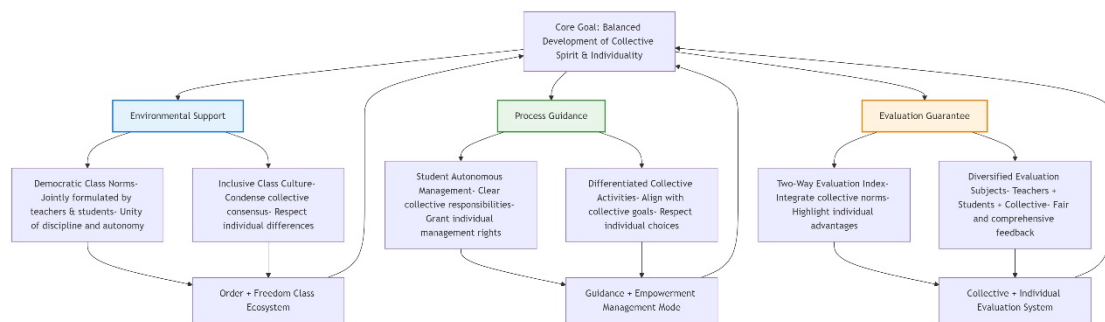 Core Goal: Balanced
Development of Collective
Spirit & Individuality
Environmental Support
Process Guidance
Evaluation Guarantee
Democratic Class Norms-
Jointly formulated by
teachers & students- Unity
of discipline and autonomy
Inclusive Class Culture-
Condense collective
consensus- Respect
individual differences
Student Autonomous
Management- Clear
collective responsibilities-
Grant individual
management rights
Differentiated Collective
Activities- Align with
collective goals- Respect
individual choices
Two-Way Evaluation Index-
Integrate collective norms-
Highlight individual
advantages
Diversified Evaluation
Subjects- Teachers +
Students + Collective- Fair
and comprehensive
feedback
Order + Freedom Class
Ecosystem
Guidance + Empowerment
Management Mode
Collective + Individual
Evaluation System